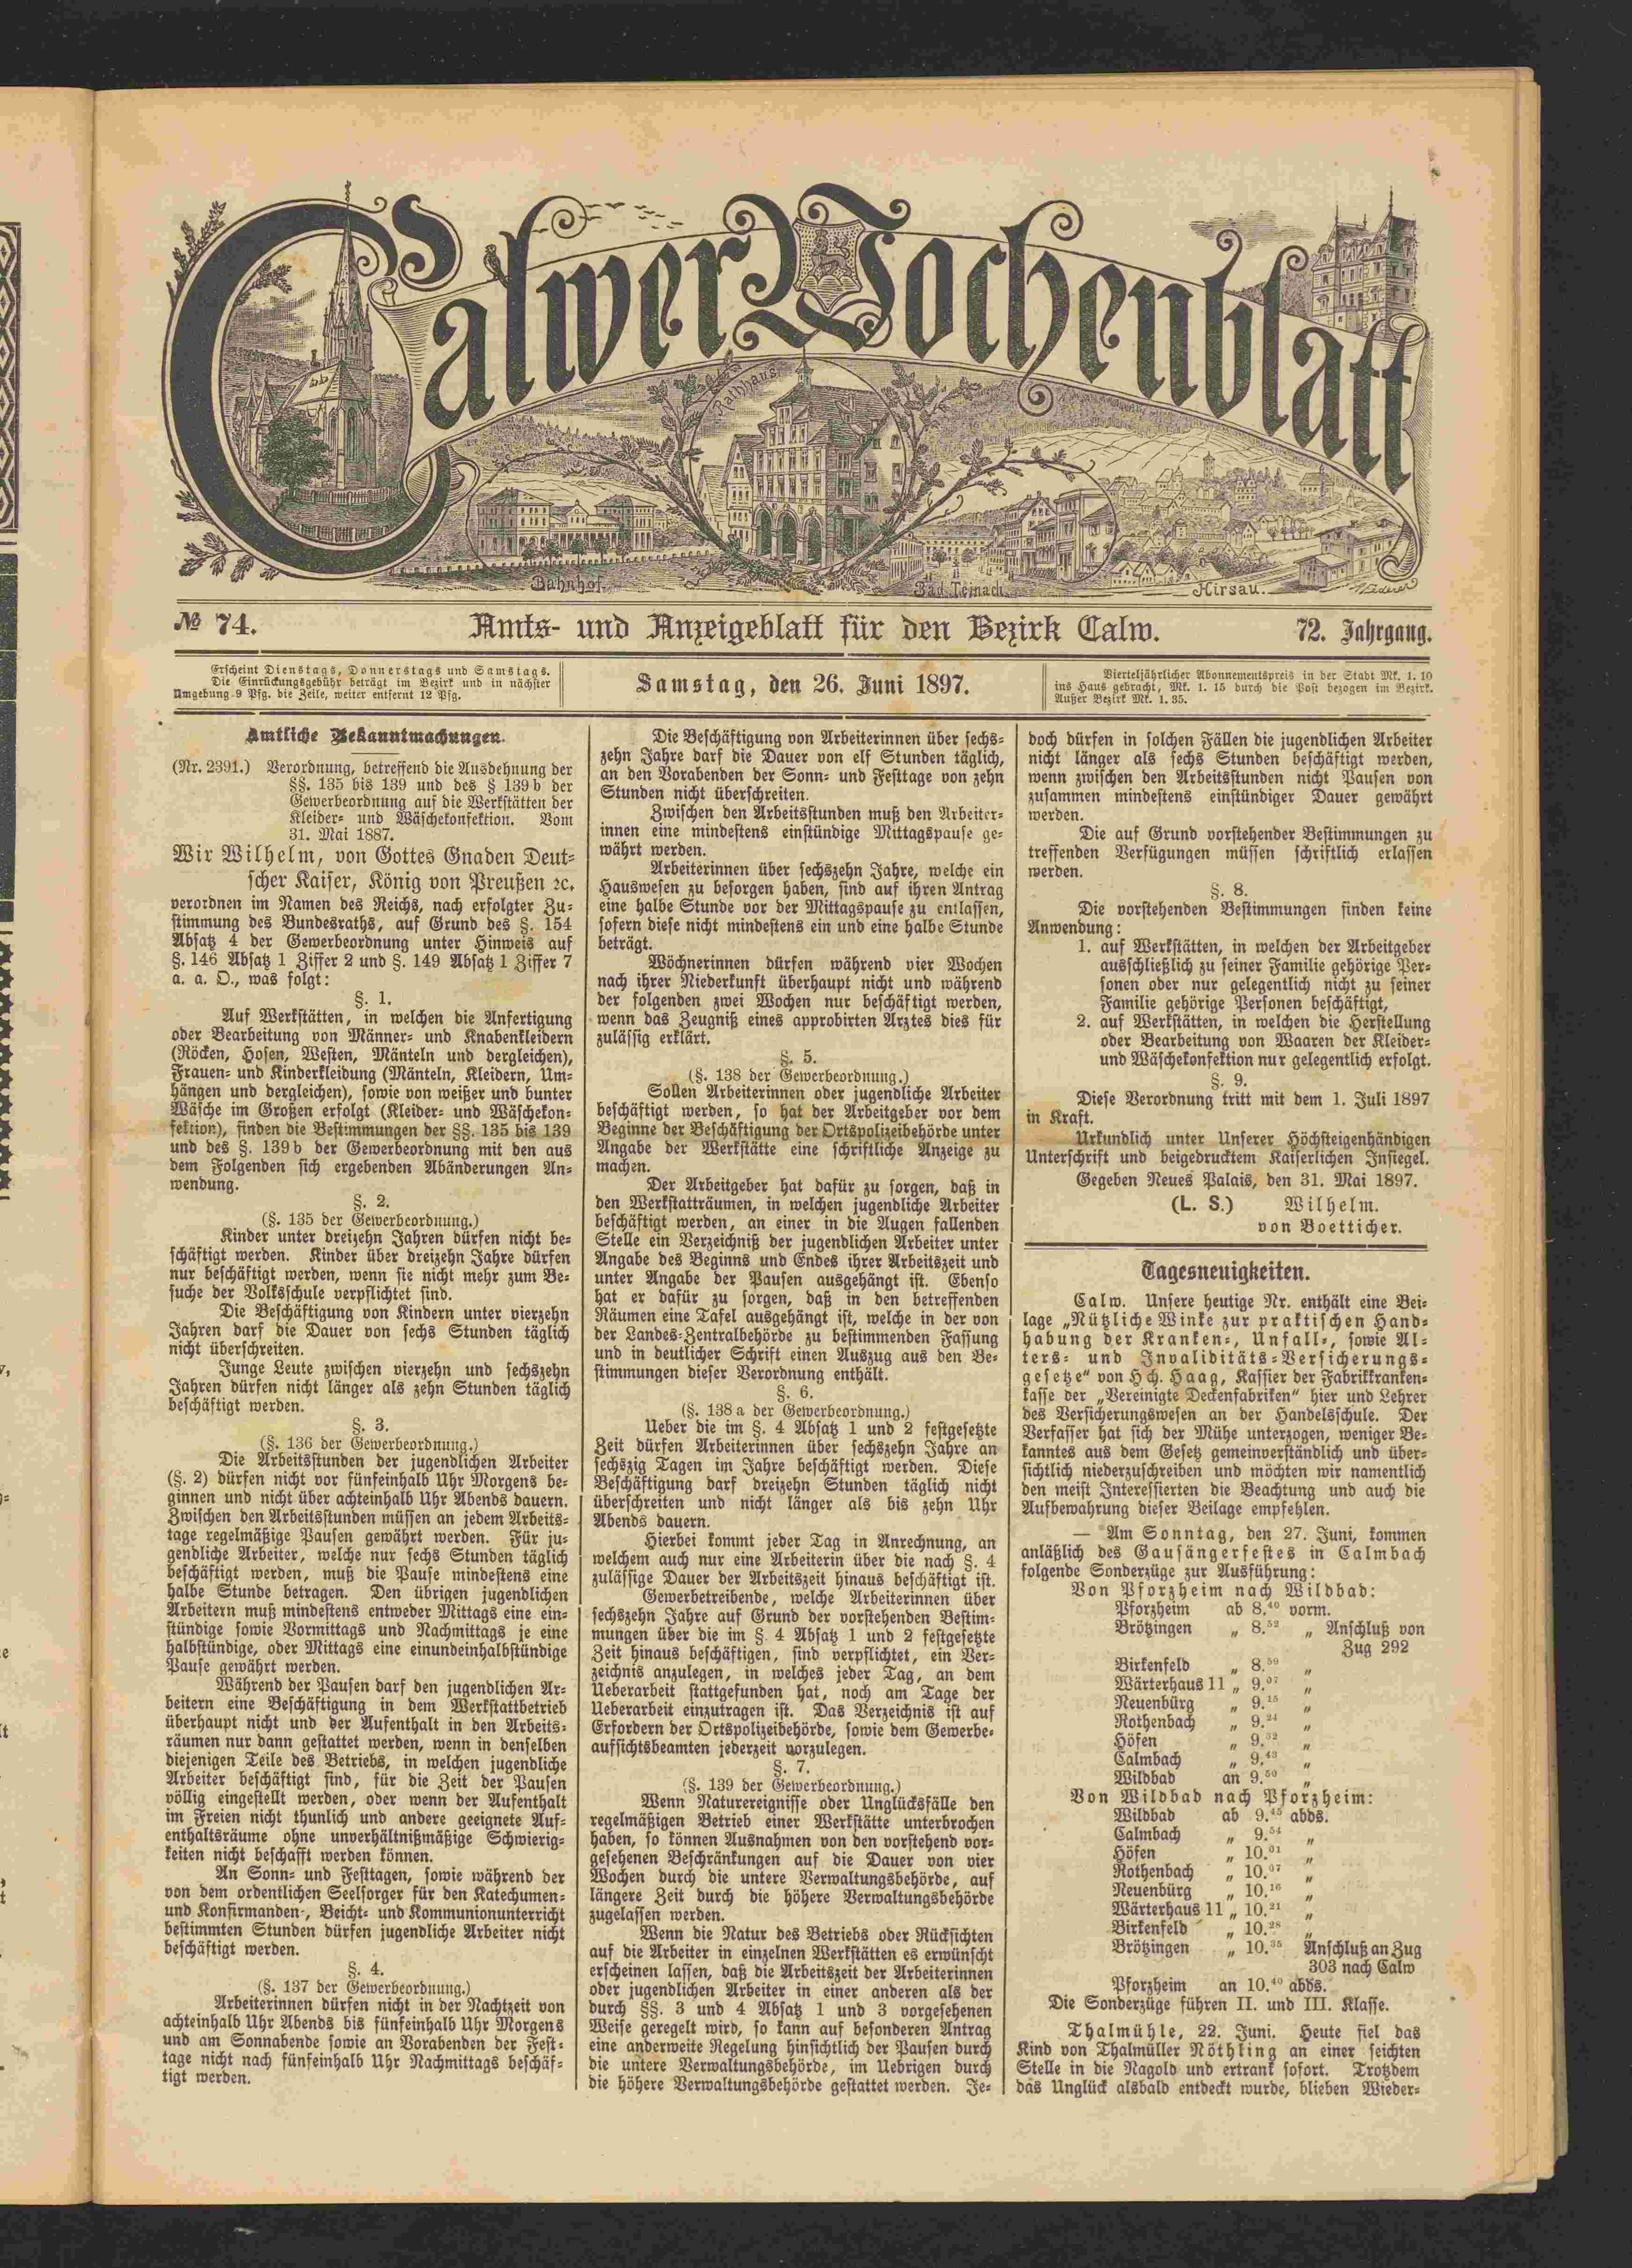 Calwer Wochenblatt
Rathhaus
Bahnhof.
Bad Teinach.
Hirsau.
№ 74.
Amts- und Anzeigeblatt für den Bezirk Calw.
72. Jahrgang.
Erscheint Dienstags, Donnerstags und Samstags.
Die Einrückungsgebühr beträgt im Bezirk und in nächster
Umgebung 9 Pfg. die Zeile, weiter entfernt 12 Pfg.
Samstag, den 26. Juni 1897.
Vierteljährlicher Abonnementspreis in der Stadt Mk. 1. 10
ins Haus gebracht, Mk. 1. 15 durch die Post bezogen im Bezirk.
Außer Bezirk Mk. 1. 35.
Amtliche Bekanntmachungen.
(Nr. 2391.) Verordnung, betreffend die Ausdehnung der
§§. 135 bis 139 und des § 139 b der
Gewerbeordnung auf die Werkstätten der
Kleider- und Wäschekonfektion. Vom
31. Mai 1887.
Wir Wilhelm, von Gottes Gnaden Deut-
scher Kaiser, König von Preußen ꝛc.
verordnen im Namen des Reichs, nach erfolgter Zu-
stimmung des Bundesraths, auf Grund des §. 154
Absatz 4 der Gewerbeordnung unter Hinweis auf
§. 146 Absatz 1 Ziffer 2 und §. 149 Absatz 1 Ziffer 7
a. a. O., was folgt:
§. 1.
Auf Werkstätten, in welchen die Anfertigung
oder Bearbeitung von Männer- und Knabenkleidern
(Röcken, Hosen, Westen, Mänteln und dergleichen),
Frauen- und Kinderkleidung (Mänteln, Kleidern, Um-
hängen und dergleichen), sowie von weißer und bunter
Wäsche im Großen erfolgt (Kleider- und Wäschekon-
fektion), finden die Bestimmungen der §§. 135 bis 139
und des §. 139 b der Gewerbeordnung mit den aus
dem Folgenden sich ergebenden Abänderungen An-
wendung.
§. 2.
(§. 135 der Gewerbeordnung.)
Kinder unter dreizehn Jahren dürfen nicht be-
schäftigt werden. Kinder über dreizehn Jahre dürfen
nur beschäftigt werden, wenn sie nicht mehr zum Be-
suche der Volksschule verpflichtet sind.
Die Beschäftigung von Kindern unter vierzehn
Jahren darf die Dauer von sechs Stunden täglich
nicht überschreiten.
Junge Leute zwischen vierzehn und sechszehn
Jahren dürfen nicht länger als zehn Stunden täglich
beschäftigt werden.
§. 3.
(§. 136 der Gewerbeordnung.)
Die Arbeitsstunden der jugendlichen Arbeiter
(§. 2) dürfen nicht vor fünfeinhalb Uhr Morgens be-
ginnen und nicht über achteinhalb Uhr Abends dauern.
Zwischen den Arbeitsstunden müssen an jedem Arbeits-
tage regelmäßige Pausen gewährt werden. Für ju-
gendliche Arbeiter, welche nur sechs Stunden täglich
beschäftigt werden, muß die Pause mindestens eine
halbe Stunde betragen. Den übrigen jugendlichen
Arbeitern muß mindestens entweder Mittags eine ein-
stündige sowie Vormittags und Nachmittags je eine
halbstündige, oder Mittags eine einundeinhalbstündige
Pause gewährt werden.
Während der Pausen darf den jugendlichen Ar-
beitern eine Beschäftigung in dem Werkstattbetrieb
überhaupt nicht und der Aufenthalt in den Arbeits-
räumen nur dann gestattet werden, wenn in denselben
diejenigen Teile des Betriebs, in welchen jugendliche
Arbeiter beschäftigt sind, für die Zeit der Pausen
völlig eingestellt werden, oder wenn der Aufenthalt
im Freien nicht thunlich und andere geeignete Auf-
enthaltsräume ohne unverhältnißmäßige Schwierig-
keiten nicht beschafft werden können.
An Sonn- und Festtagen, sowie während der
von dem ordentlichen Seelsorger für den Katechumen-
und Konfirmanden-, Beicht- und Kommunionunterricht
bestimmten Stunden dürfen jugendliche Arbeiter nicht
beschäftigt werden.
§. 4.
(§. 137 der Gewerbeordnung.)
Arbeiterinnen dürfen nicht in der Nachtzeit von
achteinhalb Uhr Abends bis fünfeinhalb Uhr Morgens
und am Sonnabende sowie an Vorabenden der Fest-
tage nicht nach fünfeinhalb Uhr Nachmittags beschäf-
tigt werden.
Die Beschäftigung von Arbeiterinnen über sechs-
zehn Jahre darf die Dauer von elf Stunden täglich,
an den Vorabenden der Sonn- und Festtage von zehn
Stunden nicht überschreiten.
Zwischen den Arbeitsstunden muß den Arbeiter-
innen eine mindestens einstündige Mittagspause ge-
währt werden.
Arbeiterinnen über sechszehn Jahre, welche ein
Hauswesen zu besorgen haben, sind auf ihren Antrag
eine halbe Stunde vor der Mittagspause zu entlassen,
sofern diese nicht mindestens ein und eine halbe Stunde
beträgt.
Wöchnerinnen dürfen während vier Wochen
nach ihrer Niederkunft überhaupt nicht und während
der folgenden zwei Wochen nur beschäftigt werden,
wenn das Zeugniß eines approbirten Arztes dies für
zulässig erklärt.
§. 5.
(§. 138 der Gewerbeordnung.)
Sollen Arbeiterinnen oder jugendliche Arbeiter
beschäftigt werden, so hat der Arbeitgeber vor dem
Beginne der Beschäftigung der Ortspolizeibehörde unter
Angabe der Werkstätte eine schriftliche Anzeige zu
machen.
Der Arbeitgeber hat dafür zu sorgen, daß in
den Werkstatträumen, in welchen jugendliche Arbeiter
beschäftigt werden, an einer in die Augen fallenden
Stelle ein Verzeichniß der jugendlichen Arbeiter unter
Angabe des Beginns und Endes ihrer Arbeitszeit und
unter Angabe der Pausen ausgehängt ist. Ebenso
hat er dafür zu sorgen, daß in den betreffenden
Räumen eine Tafel ausgehängt ist, welche in der von
der Landes-Zentralbehörde zu bestimmenden Fassung
und in deutlicher Schrift einen Auszug aus den Be-
stimmungen dieser Verordnung enthält.
§. 6.
(§. 138 a der Gewerbeordnung.)
Ueber die im §. 4 Absatz 1 und 2 festgesetzte
Zeit dürfen Arbeiterinnen über sechszehn Jahre an
sechszig Tagen im Jahre beschäftigt werden. Diese
Beschäftigung darf dreizehn Stunden täglich nicht
überschreiten und nicht länger als bis zehn Uhr
Abends dauern.
Hierbei kommt jeder Tag in Anrechnung, an
welchem auch nur eine Arbeiterin über die nach §. 4
zulässige Dauer der Arbeitszeit hinaus beschäftigt ist.
Gewerbetreibende, welche Arbeiterinnen über
sechszehn Jahre auf Grund der vorstehenden Bestim-
mungen über die im §. 4 Absatz 1 und 2 festgesetzte
Zeit hinaus beschäftigen, sind verpflichtet, ein Ver-
zeichnis anzulegen, in welches jeder Tag, an dem
Ueberarbeit stattgefunden hat, noch am Tage der
Ueberarbeit einzutragen ist. Das Verzeichnis ist auf
Erfordern der Ortspolizeibehörde, sowie dem Gewerbe-
aufsichtsbeamten jederzeit vorzulegen.
§. 7.
(§. 139 der Gewerbeordnung.)
Wenn Naturereignisse oder Unglücksfälle den
regelmäßigen Betrieb einer Werkstätte unterbrochen
haben, so können Ausnahmen von den vorstehend vor-
gesehenen Beschränkungen auf die Dauer von vier
Wochen durch die untere Verwaltungsbehörde, auf
längere Zeit durch die höhere Verwaltungsbehörde
zugelassen werden.
Wenn die Natur des Betriebs oder Rücksichten
auf die Arbeiter in einzelnen Werkstätten es erwünscht
erscheinen lassen, daß die Arbeitszeit der Arbeiterinnen
oder jugendlichen Arbeiter in einer anderen als der
durch §§. 3 und 4 Absatz 1 und 3 vorgesehenen
Weise geregelt wird, so kann auf besonderen Antrag
eine anderweite Regelung hinsichtlich der Pausen durch
die untere Verwaltungsbehörde, im Uebrigen durch
die höhere Verwaltungsbehörde gestattet werden. Je-
doch dürfen in solchen Fällen die jugendlichen Arbeiter
nicht länger als sechs Stunden beschäftigt werden,
wenn zwischen den Arbeitsstunden nicht Pausen von
zusammen mindestens einstündiger Dauer gewährt
werden.
Die auf Grund vorstehender Bestimmungen zu
treffenden Verfügungen müssen schriftlich erlassen
werden.
§. 8.
Die vorstehenden Bestimmungen finden keine
Anwendung:
1. auf Werkstätten, in welchen der Arbeitgeber
ausschließlich zu seiner Familie gehörige Per-
sonen oder nur gelegentlich nicht zu seiner
Familie gehörige Personen beschäftigt,
2. auf Werkstätten, in welchen die Herstellung
oder Bearbeitung von Waaren der Kleider-
und Wäschekonfektion nur gelegentlich erfolgt.
§. 9.
Diese Verordnung tritt mit dem 1. Juli 1897
in Kraft.
Urkundlich unter Unserer Höchsteigenhändigen
Unterschrift und beigedrucktem Kaiserlichen Insiegel.
Gegeben Neues Palais, den 31. Mai 1897.
(L. S.) Wilhelm.
von Boetticher.
Tagesneuigkeiten.
Calw. Unsere heutige Nr. enthält eine Bei-
lage „Nützliche Winke zur praktischen Hand-
habung der Kranken-, Unfall-, sowie Al-
ters- und Invaliditäts-Versicherungs-
gesetze“ von Hch. Haag, Kassier der Fabrikkranken-
kasse der „Vereinigte Deckenfabriken“ hier und Lehrer
des Versicherungswesen an der Handelsschule. Der
Verfasser hat sich der Mühe unterzogen, weniger Be-
kanntes aus dem Gesetz gemeinverständlich und über-
sichtlich niederzuschreiben und möchten wir namentlich
den meist Interessierten die Beachtung und auch die
Aufbewahrung dieser Beilage empfehlen.
— Am Sonntag, den 27. Juni, kommen
anläßlich des Gausängerfestes in Calmbach
folgende Sonderzüge zur Ausführung:
Von Pforzheim nach Wildbad:
Pforzheim ab 8.40 vorm.
Brötzingen „ 8.52 „ Anschluß von
Zug 292
Birkenfeld „ 8.59 „
Wärterhaus 11 „ 9.07 „
Neuenbürg „ 9.15 „
Rothenbach „ 9.24 „
Höfen „ 9.32 „
Calmbach „ 9.43 „
Wildbad an 9.50 „
Von Wildbad nach Pforzheim:
Wildbad ab 9.45 abds.
Calmbach „ 9.54 „
Höfen „ 10.01 „
Rothenbach „ 10.07 „
Neuenbürg „ 10.16 „
Wärterhaus 11 „ 10.21 „
Birkenfeld „ 10.28 „
Brötzingen „ 10.35 Anschluß an Zug
303 nach Calw
Pforzheim an 10.40 abds.
Die Sonderzüge führen II. und III. Klasse.
Thalmühle, 22. Juni. Heute fiel das
Kind von Thalmüller Nöthling an einer seichten
Stelle in die Nagold und ertrank sofort. Trotzdem
das Unglück alsbald entdeckt wurde, blieben Wieder-